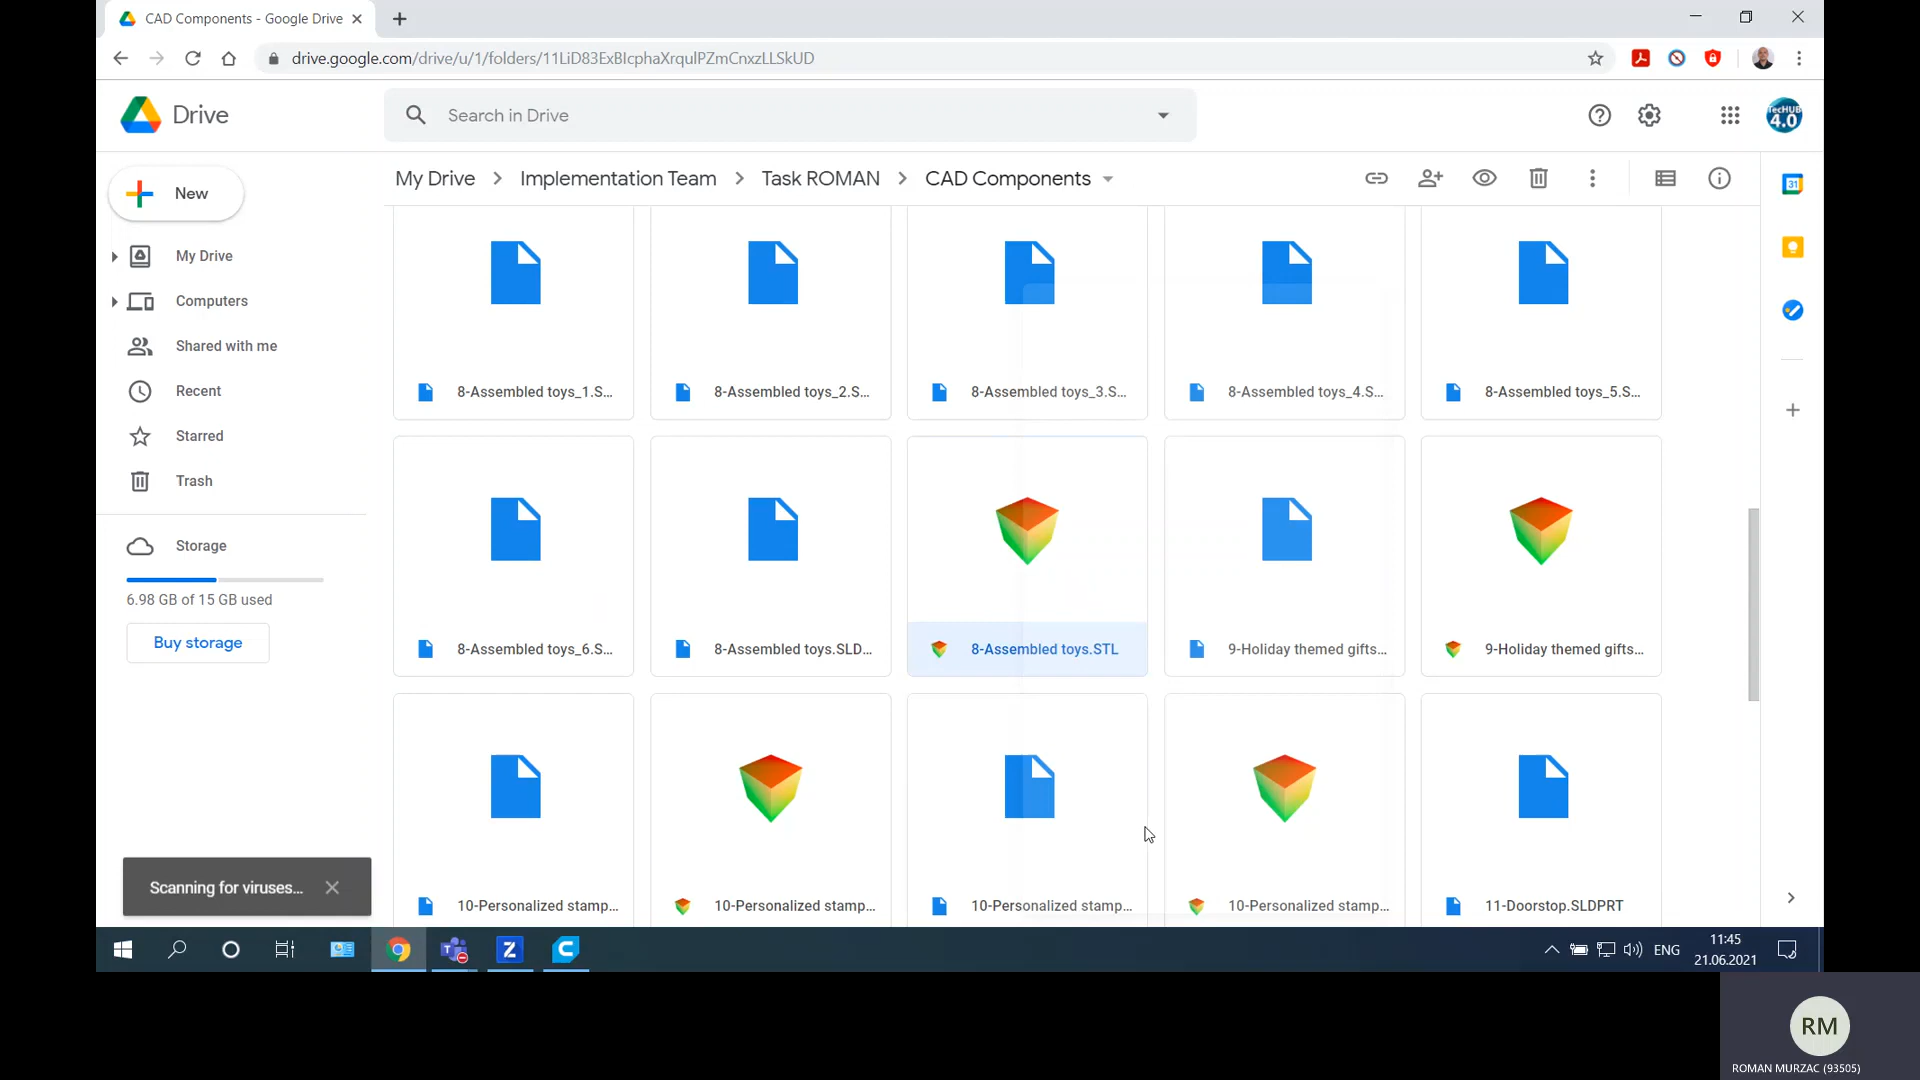 CAD Components - Google Drive
drive.google.com/drive/u/1/folders/11LiD83ExBIcphaXrqulPZmCnxzLLSkUD
Drive
Search in Drive
TecHUB
4.0
New
My Drive
Implementation Team
Task ROMAN
CAD Components
31
My Drive
Computers
Shared with me
Recent
Starred
Trash
Storage
6.98 GB of 15 GB used
Buy storage
8-Assembled toys_1.S...
8-Assembled toys_2.S...
8-Assembled toys_3.S...
8-Assembled toys_4.S...
8-Assembled toys_5.S...
8-Assembled toys_6.S...
8-Assembled toys.SLD...
8-Assembled toys.STL
9-Holiday themed gifts...
9-Holiday themed gifts...
10-Personalized stamp...
10-Personalized stamp...
10-Personalized stamp...
10-Personalized stamp...
11-Doorstop.SLDPRT
Scanning for viruses...
T
Z
C
ENG
11:45
21.06.2021
RM
ROMAN MURZAC (93505)